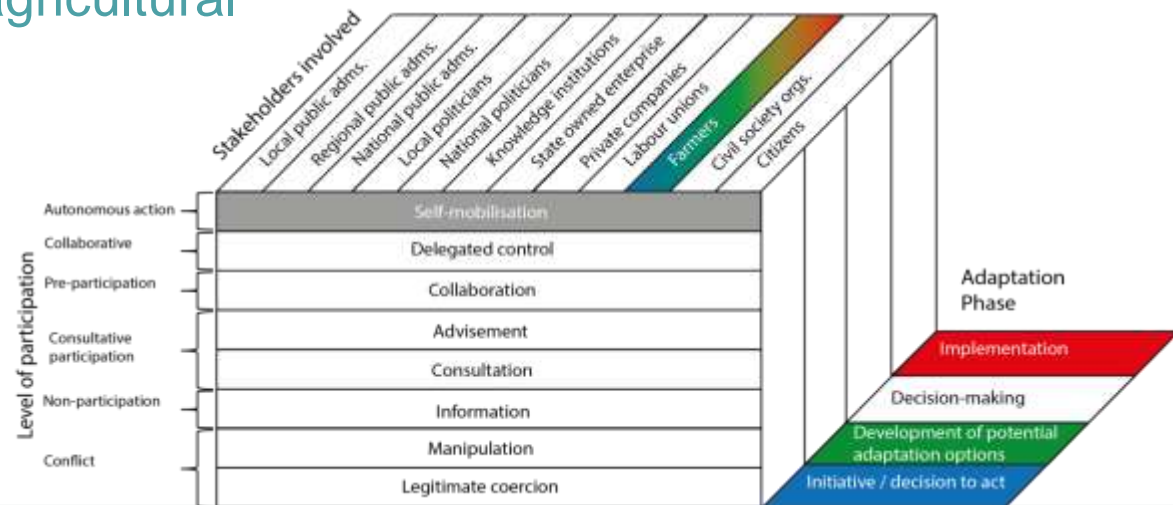 agricultural
Stakeholders involved
Local public adms.
Regional public adms.
National public adms.
Local politicians
National politicians
Knowledge institutions
State owned enterprise
Private companies
Labour unions
Farmers
Civil society orgs.
Citizens
Level of participation
Autonomous action
Self-mobilisation
Collaborative
Delegated control
Pre-participation
Collaboration
Consultative
participation
Advisement
Consultation
Non-participation
Information
Conflict
Manipulation
Legitimate coercion
Adaptation
Phase
Implementation
Decision-making
Development of potential
adaptation options
Initiative / decision to act